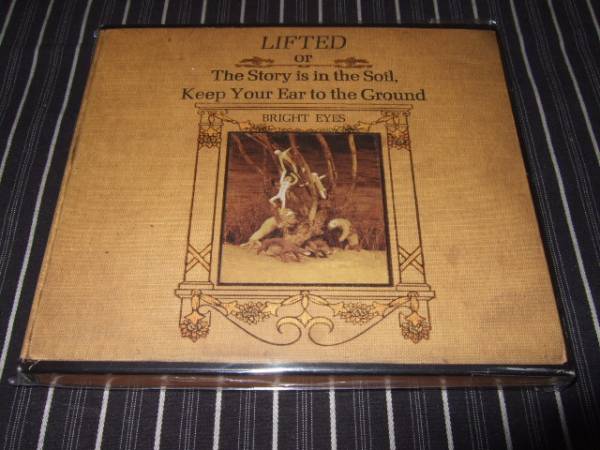 LIFTED
or
The Story is in the Soil,
Keep Your Ear to the Ground
BRIGHT EYES